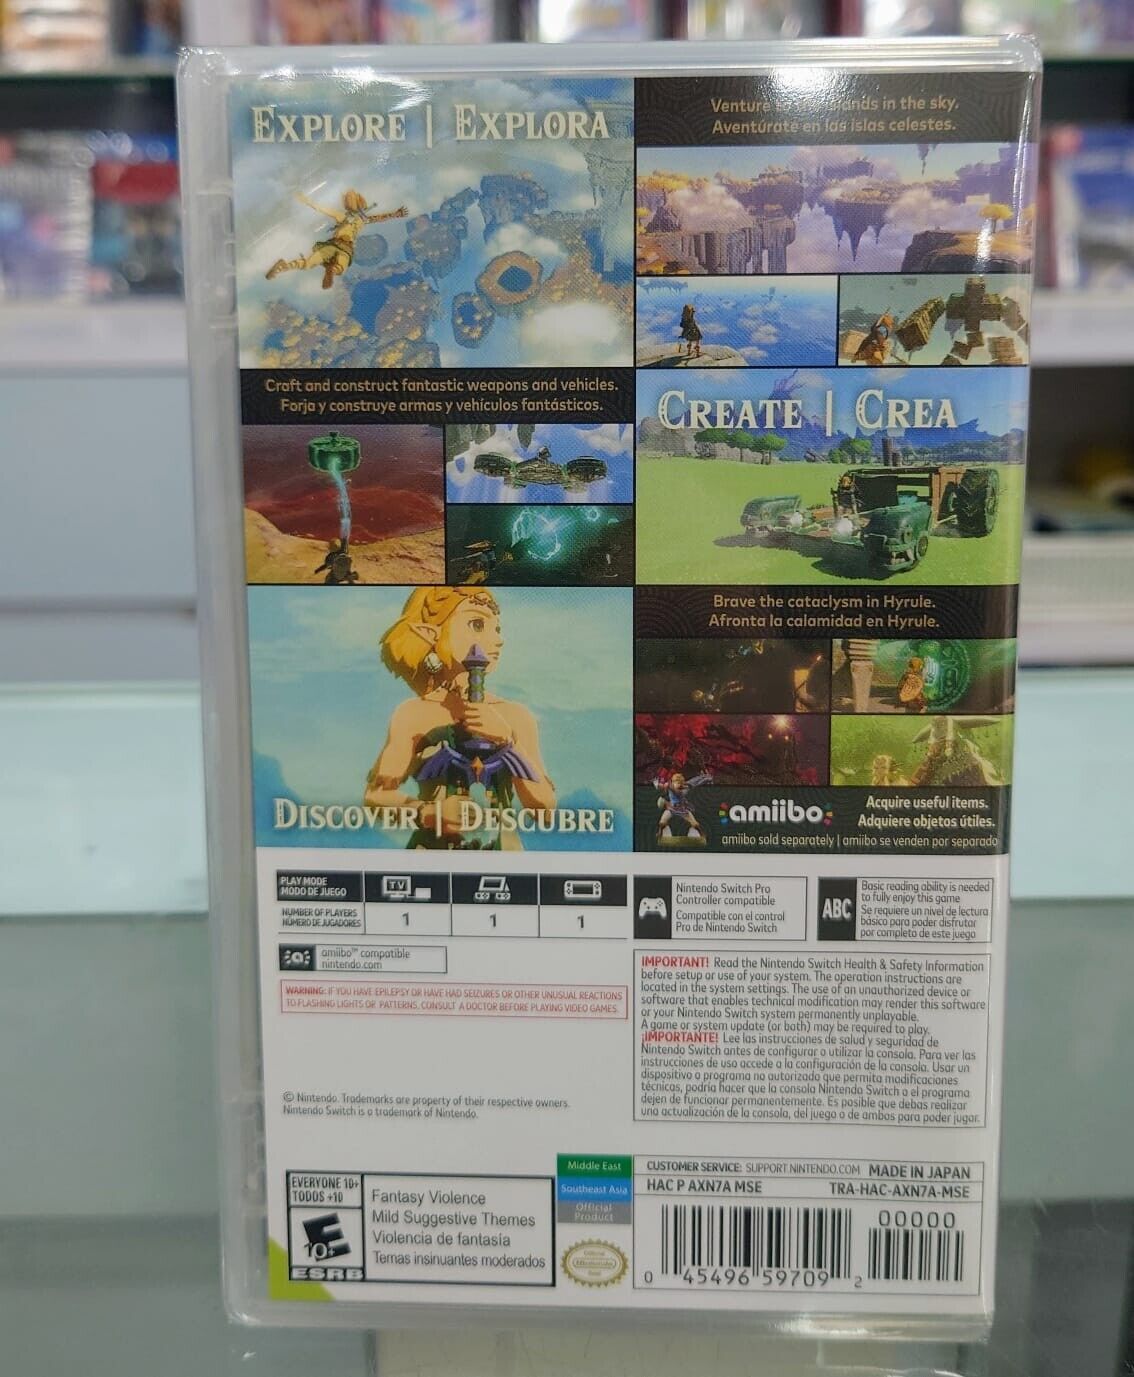 EXPLORE | EXPLORA
Venture islands in the sky.
Aventúrate en las islas celestes.
Craft and construct fantastic weapons and vehicles.
Forja y construye armas y vehículos fantásticos.
CREATE | CREA
Brave the cataclysm in Hyrule.
Afronta la calamidad en Hyrule.
DISCOVER | DESCUBRE
amiibo
Acquire useful items.
Adquiere objetos útiles.
amiibo sold separately | amiibo se venden por separado
PLAY MODE
MODO DE JUEGO
TV
NUMBER OF PLAYERS
NÚMERO DE JUGADORES
1
1
1
amiibo™ compatible
nintendo.com
WARNING: IF YOU HAVE EPILEPSY OR HAVE HAD SEIZURES OR OTHER UNUSUAL REACTIONS
TO FLASHING LIGHTS OR PATTERNS, CONSULT A DOCTOR BEFORE PLAYING VIDEO GAMES.
Nintendo Switch Pro
Controller compatible
Compatible con el control
Pro de Nintendo Switch
ABC
Basic reading ability is needed
to fully enjoy this game
Se requiere un nivel de lectura
básico para poder disfrutar
por completo de este juego
IMPORTANT! Read the Nintendo Switch Health & Safety Information
before setup or use of your system. The operation instructions are
located in the system settings. The use of an unauthorized device or
software that enables technical modification may render this software
or your Nintendo Switch system permanently unplayable.
A game or system update (or both) may be required to play.
¡IMPORTANTE! Lee las instrucciones de salud y seguridad de
Nintendo Switch antes de configurar o utilizar la consola. Para ver las
instrucciones de uso accede a la configuración de la consola. Usar un
dispositivo o programa no autorizado que permita modificaciones
técnicas, podría hacer que la consola Nintendo Switch o el programa
dejen de funcionar permanentemente. Es posible que debas realizar
una actualización de la consola, del juego o de ambos para poder jugar.
© Nintendo. Trademarks are property of their respective owners.
Nintendo Switch is a trademark of Nintendo.
EVERYONE 10+
TODOS +10
E
10+
ESRB
Fantasy Violence
Mild Suggestive Themes
Violencia de fantasía
Temas insinuantes moderados
Middle East
Southeast Asia
Official
Product
Official
Nintendo
Seal
CUSTOMER SERVICE: SUPPORT.NINTENDO.COM MADE IN JAPAN
HAC P AXN7A MSE TRA-HAC-AXN7A-MSE
00000
0 45496 59709 2